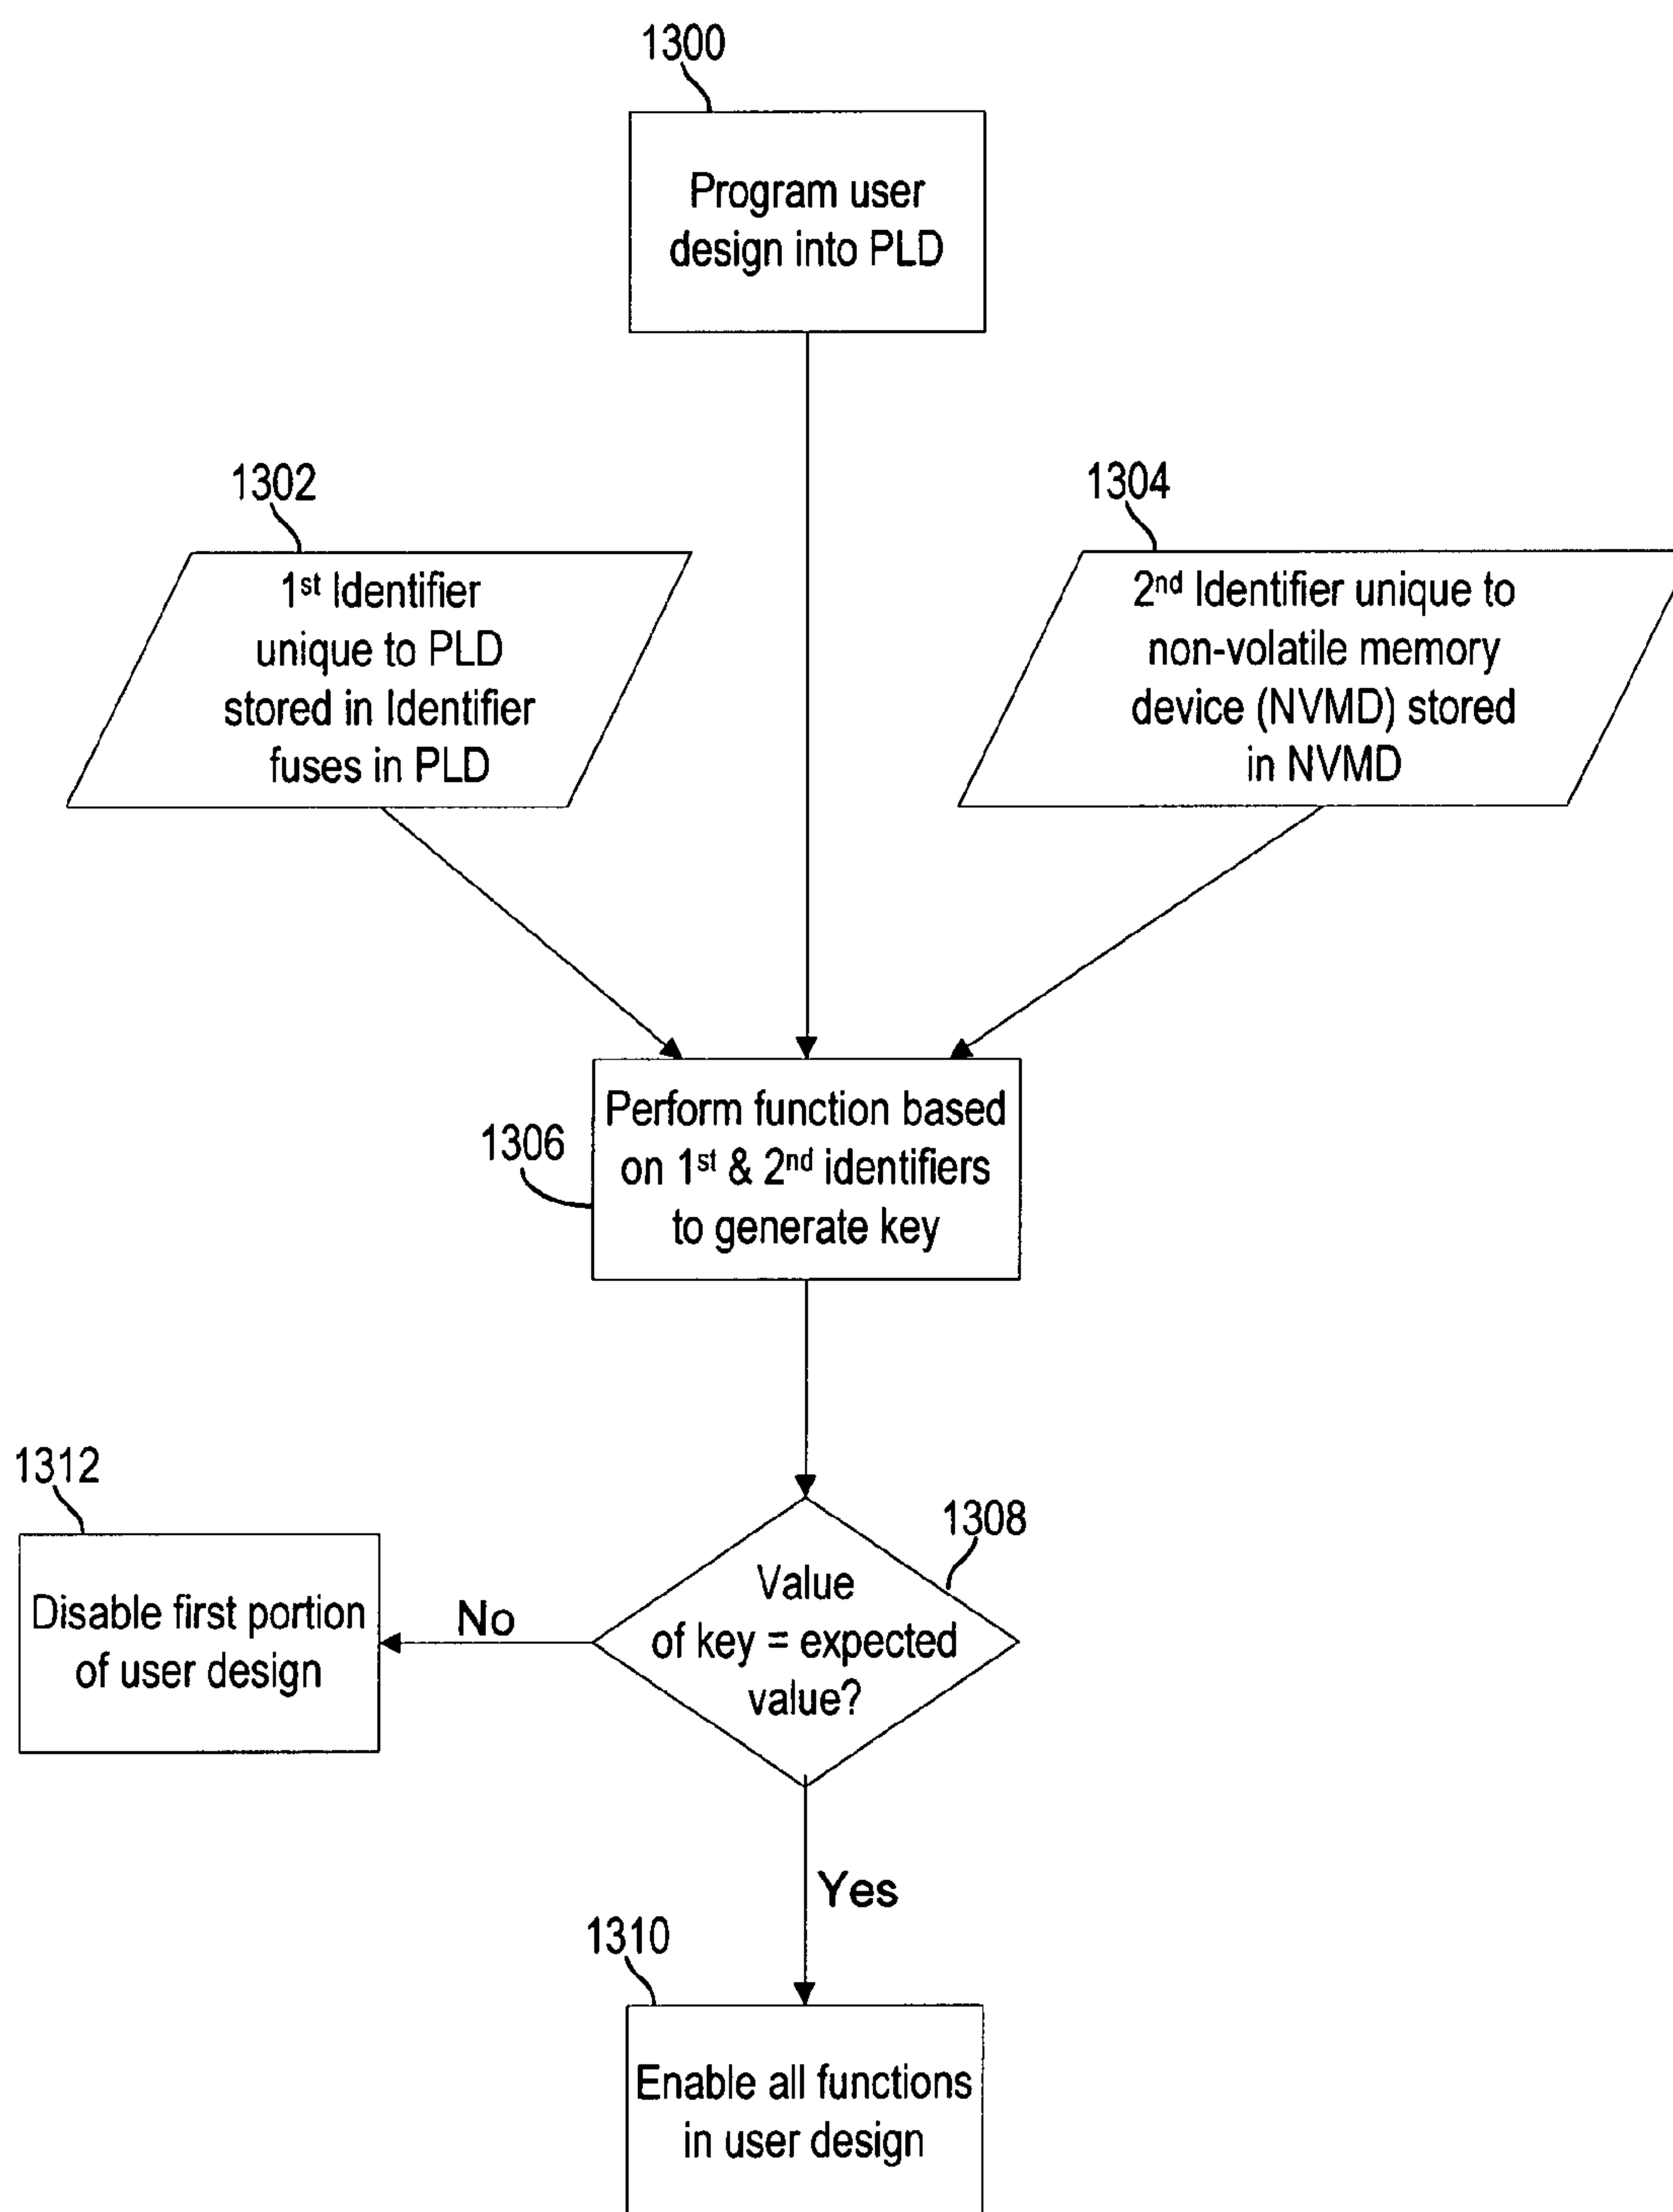 1300
Program user
design into PLD
1302
1st Identifier
unique to PLD
stored in Identifier
fuses in PLD
1304
2nd Identifier unique to
non-volatile memory
device (NVMD) stored
in NVMD
1306
Perform function based
on 1st & 2nd identifiers
to generate key
1308
Value
of key = expected
value?
No
1312
Disable first portion
of user design
Yes
1310
Enable all functions
in user design